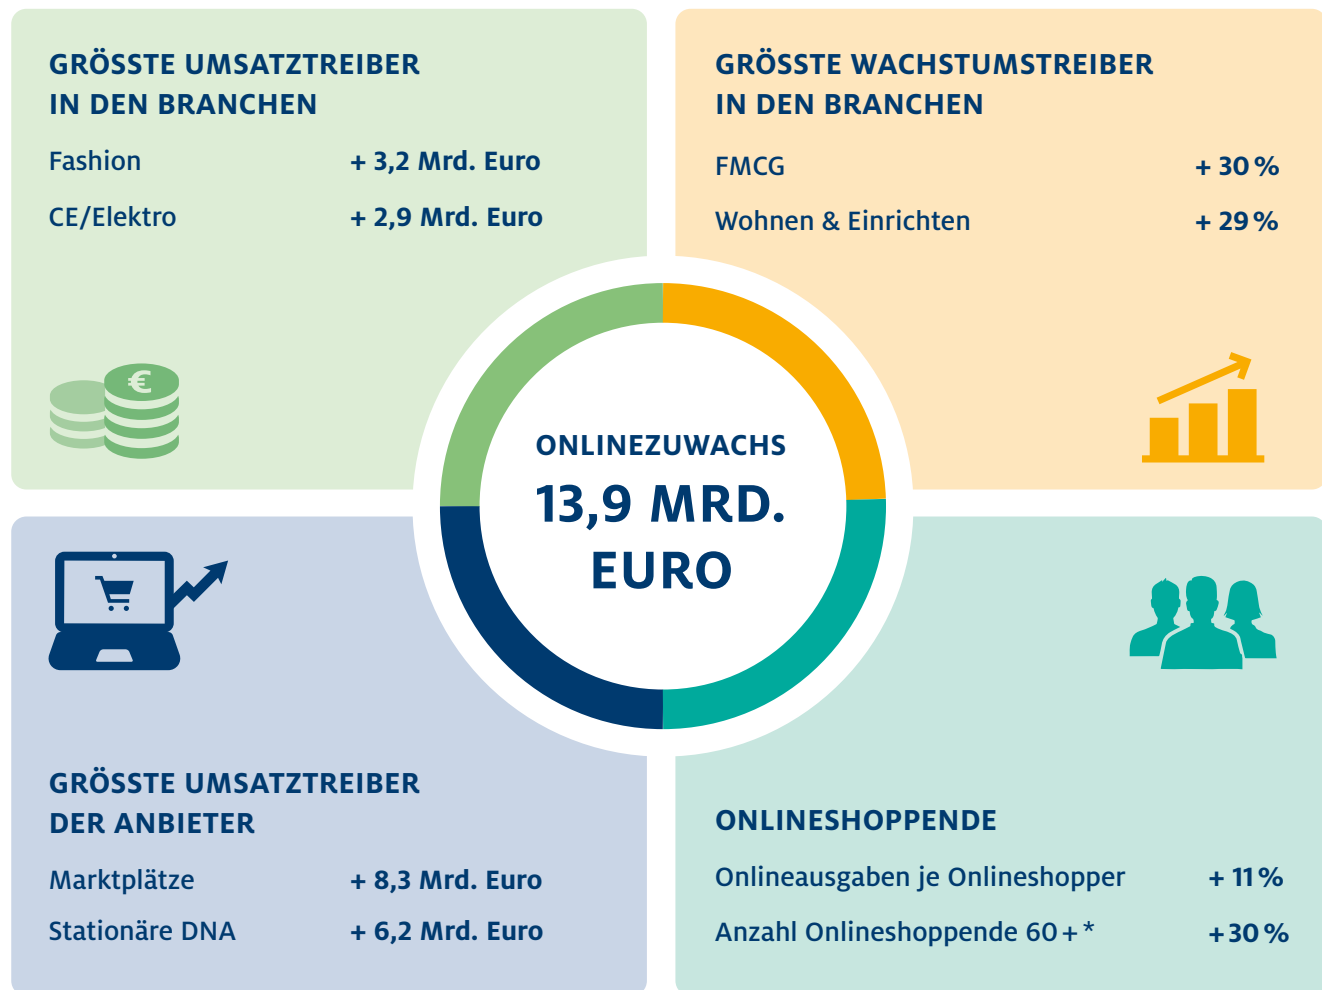 GRÖSSTE UMSATZTREIBER
IN DEN BRANCHEN
Fashion + 3,2 Mrd. Euro
CE/Elektro + 2,9 Mrd. Euro
€
GRÖSSTE WACHSTUMSTREIBER
IN DEN BRANCHEN
FMCG + 30 %
Wohnen & Einrichten + 29 %
ONLINEZUWACHS
13,9 MRD.
EURO
GRÖSSTE UMSATZTREIBER
DER ANBIETER
Marktplätze + 8,3 Mrd. Euro
Stationäre DNA + 6,2 Mrd. Euro
ONLINESHOPPENDE
Onlineausgaben je Onlineshopper + 11 %
Anzahl Onlineshoppende 60 + * + 30 %